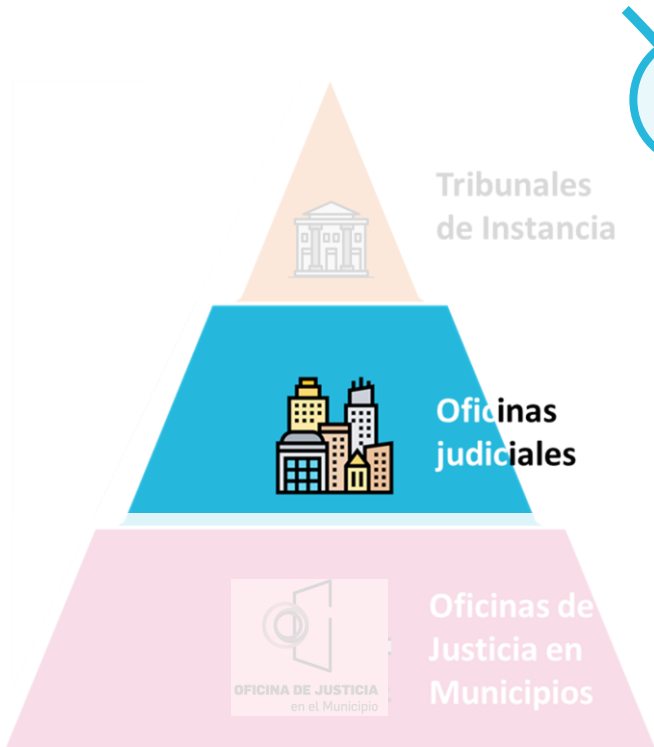 Tribunales
de Instancia
Oficinas
judiciales
Oficinas de
Justicia en
Municipios
OFICINA DE JUSTICIA
en el Municipio